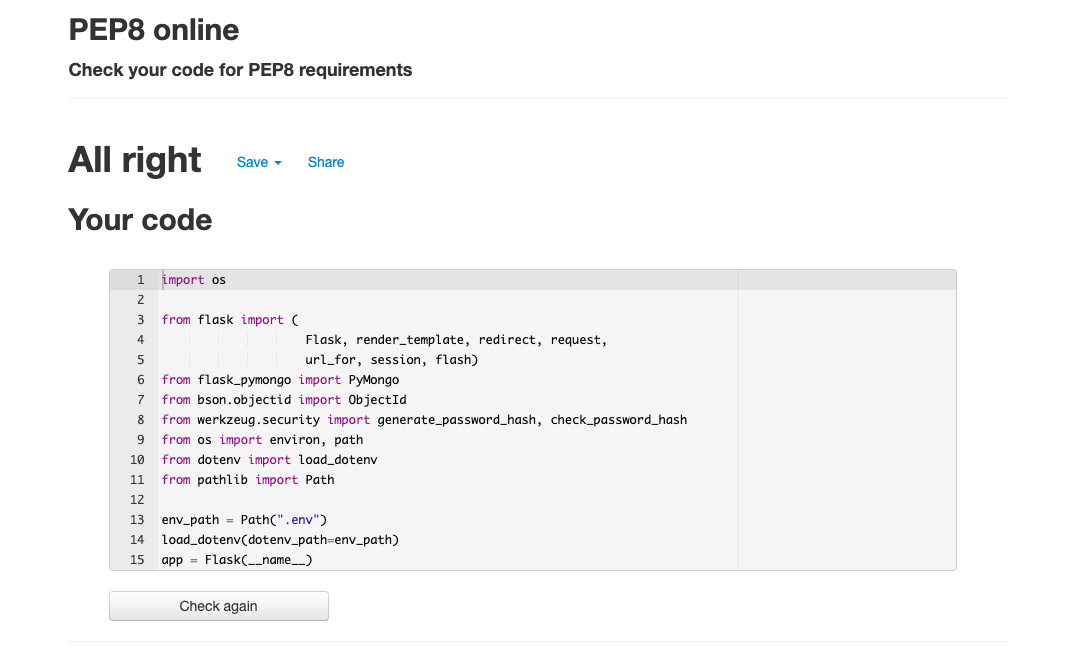 PEP8 online
Check your code for PEP8 requirements
All right
Save
Share
Your code
1 import os
2
3 from flask import (
4                     Flask, render_template, redirect, request,
5                     url_for, session, flash)
6 from flask_pymongo import PyMongo
7 from bson.objectid import ObjectId
8 from werkzeug.security import generate_password_hash, check_password_hash
9 from os import environ, path
10 from dotenv import load_dotenv
11 from pathlib import Path
12
13 env_path = Path(".env")
14 load_dotenv(dotenv_path=env_path)
15 app = Flask(__name__)
Check again